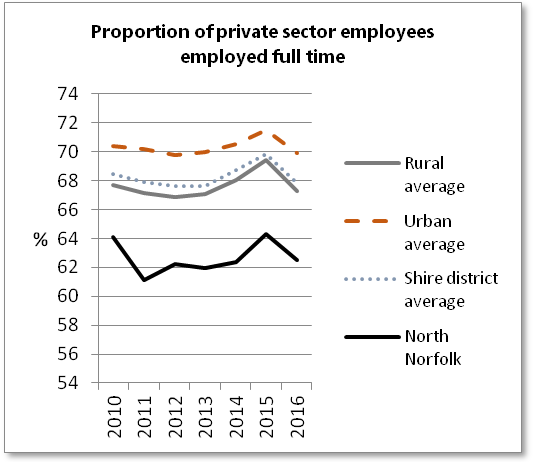 Proportion of private sector employees
employed full time
74
72
70
68
66
64
62
60
58
56
54
%
2010
2011
2012
2013
2014
2015
2016
Rural
average
Urban
average
Shire district
average
North
Norfolk